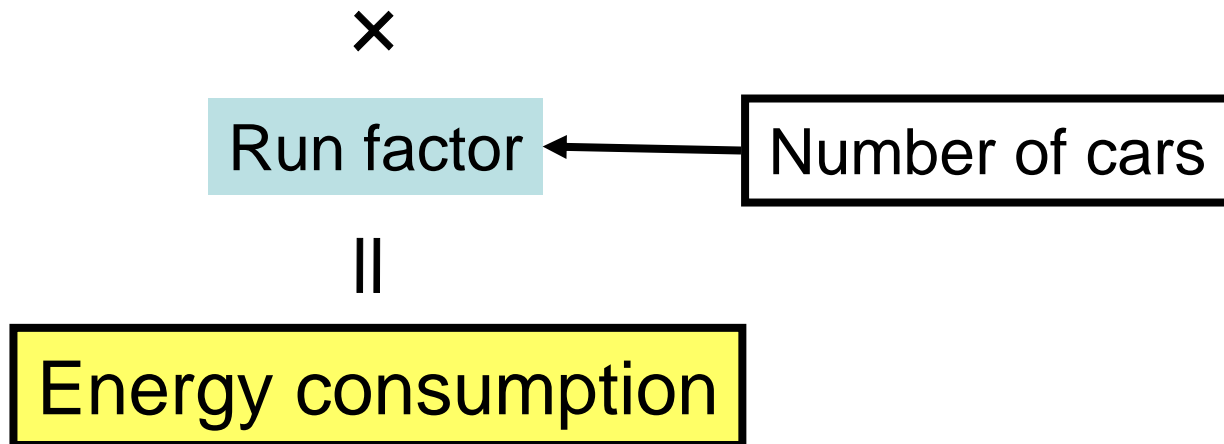 ×
Run factor
Number of cars
||
Energy consumption